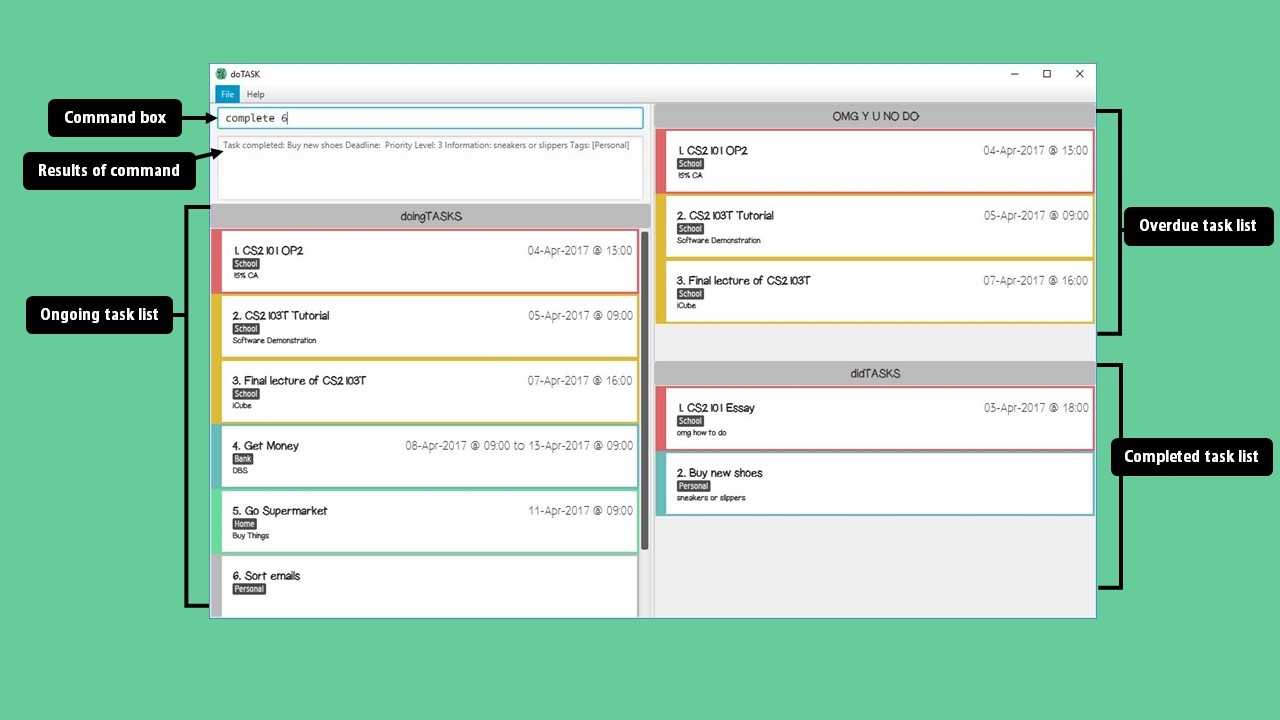 doTASK
File Help
Command box
complete 6
Results of command
Task completed: Buy new shoes Deadline:  Priority Level: 3 Information: sneakers or slippers Tags: [Personal]
Ongoing task list
doingTASKS
1. CS2101 OP2 04-Apr-2017 @ 13:00
School
15% CA
2. CS2103T Tutorial 05-Apr-2017 @ 09:00
School
Software Demonstration
3. Final lecture of CS2103T 07-Apr-2017 @ 16:00
School
iCube
4. Get Money 08-Apr-2017 @ 09:00 to 13-Apr-2017 @ 09:00
Bank
DBS
5. Go Supermarket 11-Apr-2017 @ 09:00
Home
Buy Things
6. Sort emails
Personal
OMG Y U NO DO
1. CS2101 OP2 04-Apr-2017 @ 13:00
School
15% CA
2. CS2103T Tutorial 05-Apr-2017 @ 09:00
School
Software Demonstration
3. Final lecture of CS2103T 07-Apr-2017 @ 16:00
School
iCube
Overdue task list
didTASKS
1. CS2101 Essay 03-Apr-2017 @ 18:00
School
omg how to do
2. Buy new shoes
Personal
sneakers or slippers
Completed task list